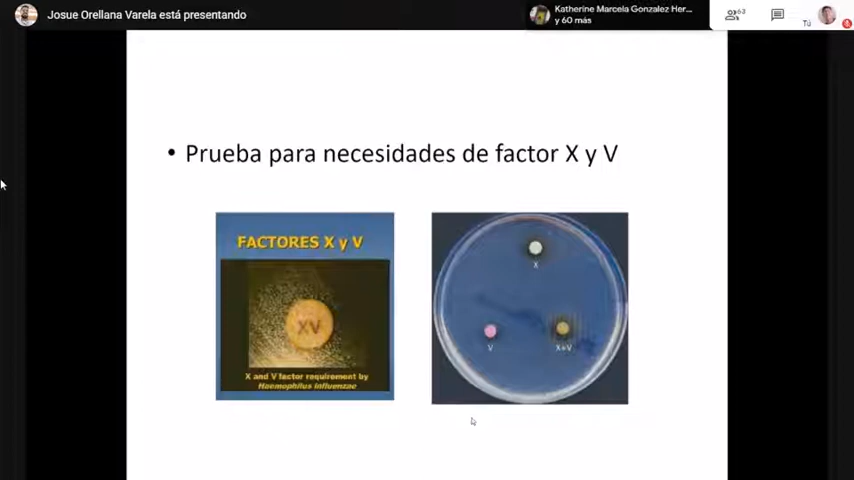 Josue Orellana Varela está presentando
Katherine Marcela Gonzalez Her...
y 60 más
63
Tú
• Prueba para necesidades de factor X y V
FACTORES X y V
XV
X and V factor requirement by
Haemophilus influenzae
X
V
X+V